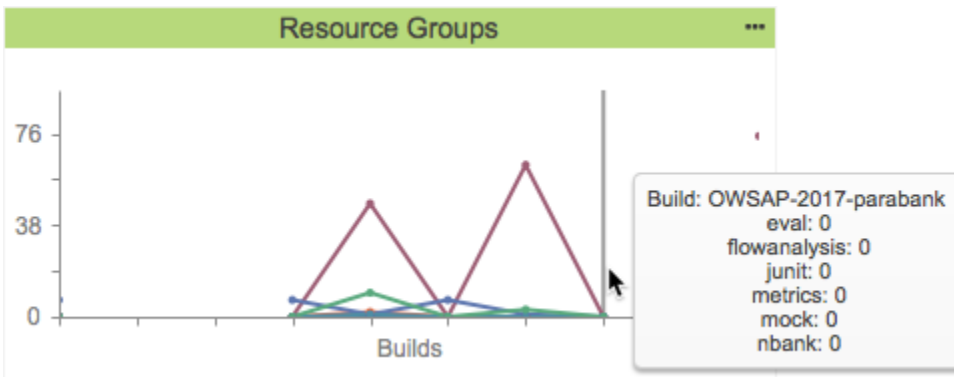 Resource Groups
...
76
38
0
Builds
Build: OWSAP-2017-parabank
eval: 0
flowanalysis: 0
junit: 0
metrics: 0
mock: 0
nbank: 0